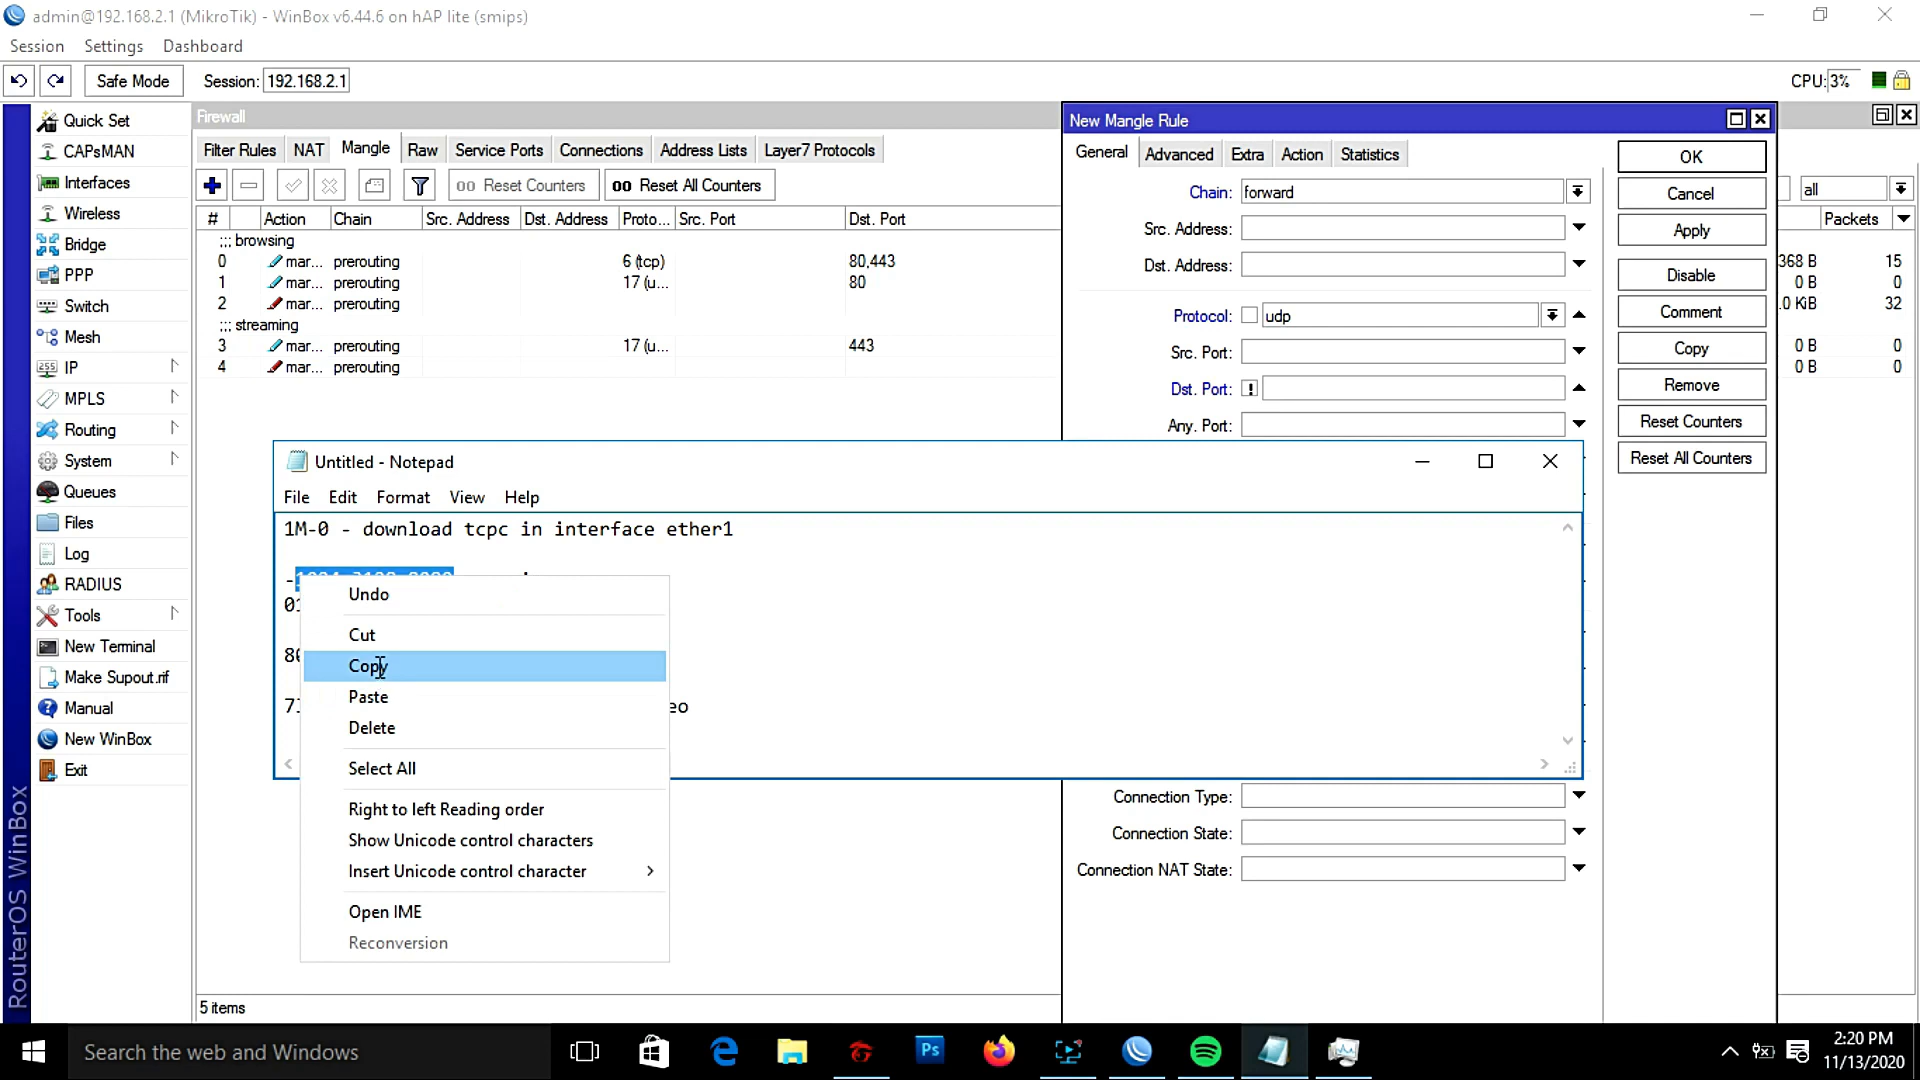 admin@192.168.2.1 (MikroTik) - WinBox v6.44.6 on hAP lite (smips)
Session Settings Dashboard
Safe Mode Session: 192.168.2.1 CPU: 3%
Quick Set
CAPsMAN
Interfaces
Wireless
Bridge
PPP
Switch
Mesh
IP
MPLS
Routing
System
Queues
Files
Log
RADIUS
Tools
New Terminal
Make Supout.rif
Manual
New WinBox
Exit
RouterOS WinBox
Firewall
Filter Rules NAT Mangle Raw Service Ports Connections Address Lists Layer7 Protocols
00 Reset Counters 00 Reset All Counters all
# Action Chain Src. Address Dst. Address Proto... Src. Port Dst. Port Packets
;;; browsing
0 mar... prerouting 6 (tcp) 80,443 368 B 15
1 mar... prerouting 17 (u... 80 0 B 0
2 mar... prerouting .0 KiB 32
;;; streaming
3 mar... prerouting 17 (u... 443 0 B 0
4 mar... prerouting 0 B 0
5 items
New Mangle Rule
General Advanced Extra Action Statistics
Chain: forward
Src. Address:
Dst. Address:
Protocol: udp
Src. Port:
Dst. Port: !
Any. Port:
Connection Type:
Connection State:
Connection NAT State:
OK
Cancel
Apply
Disable
Comment
Copy
Remove
Reset Counters
Reset All Counters
Untitled - Notepad
File Edit Format View Help
1M-0 - download tcpc in interface ether1
Undo
Cut
Copy
Paste
Delete
Select All
Right to left Reading order
Show Unicode control characters
Insert Unicode control character
Open IME
Reconversion
Search the web and Windows
Ps
2:20 PM
11/13/2020